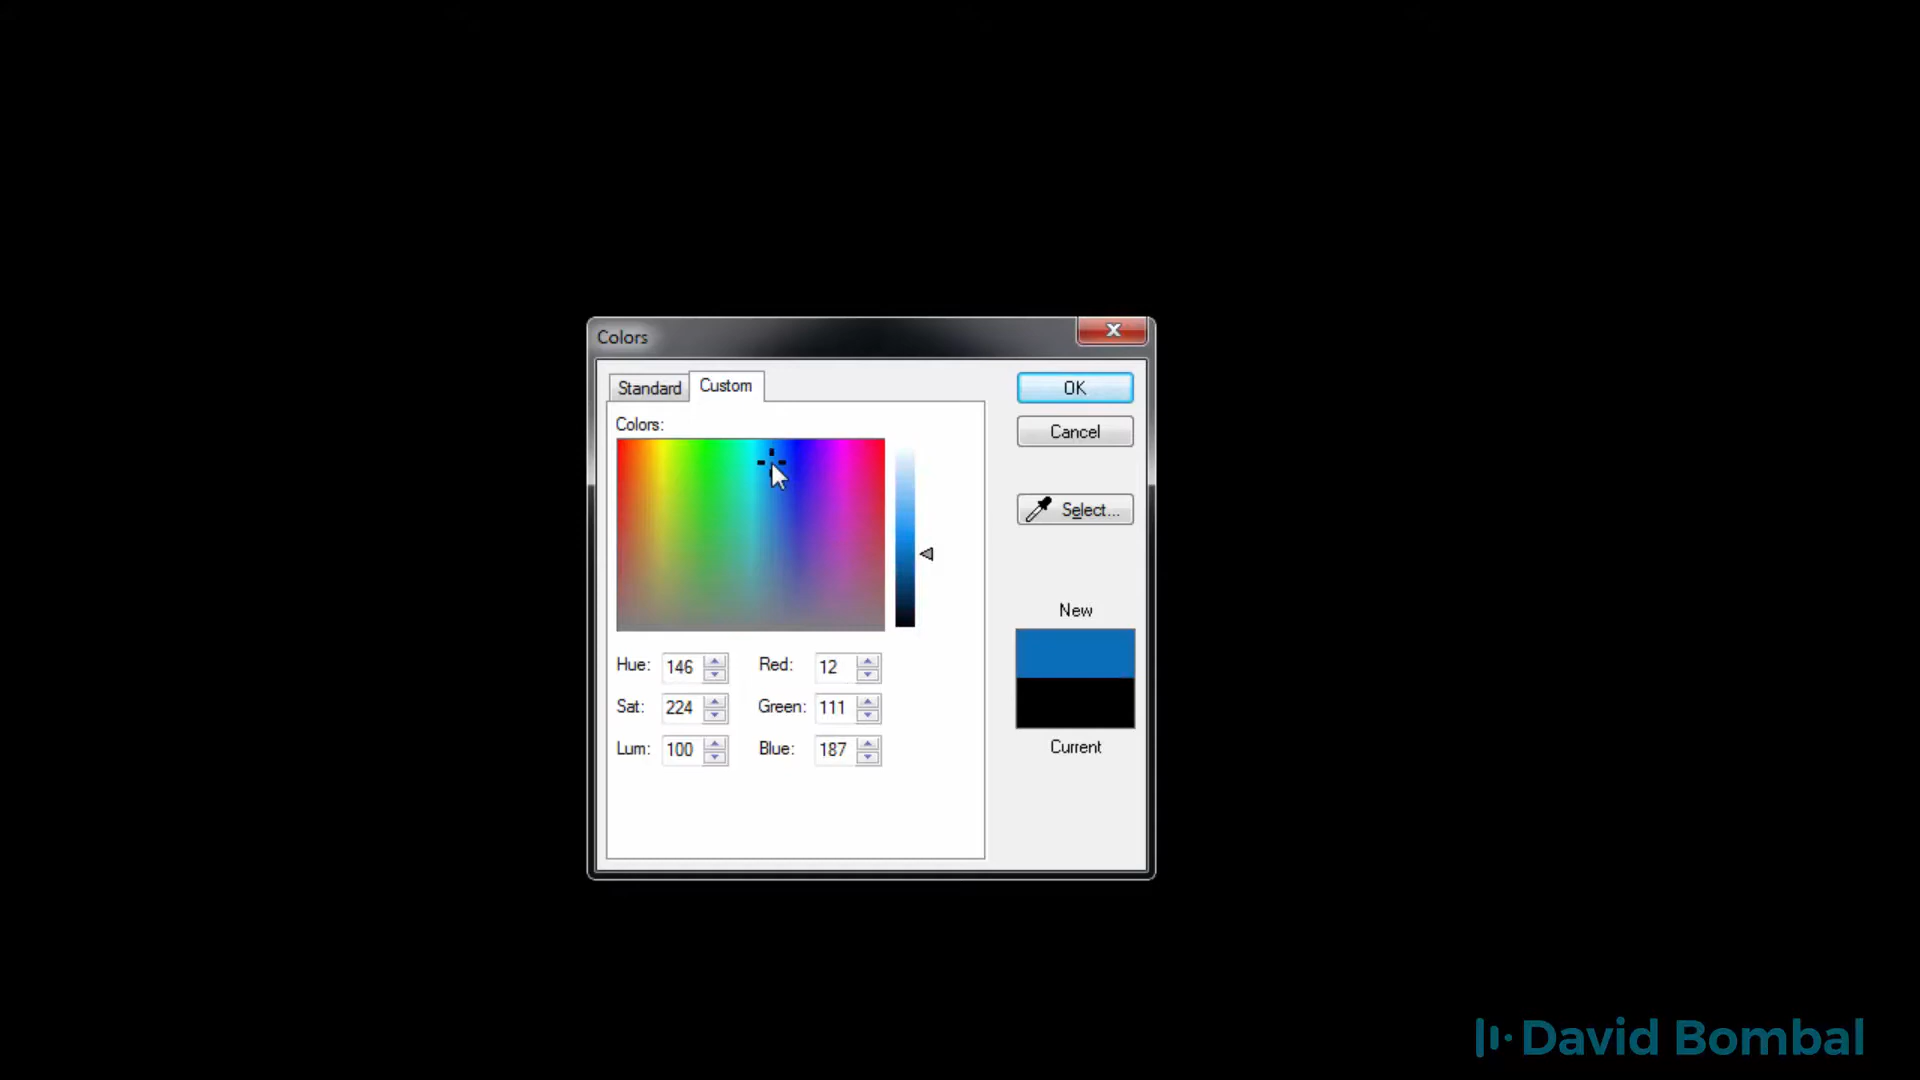 Colors
Standard
Custom
OK
Colors:
Cancel
Select...
New
Hue: 146
Red: 12
Sat: 224
Green: 111
Lum: 100
Blue: 187
Current
David Bombal